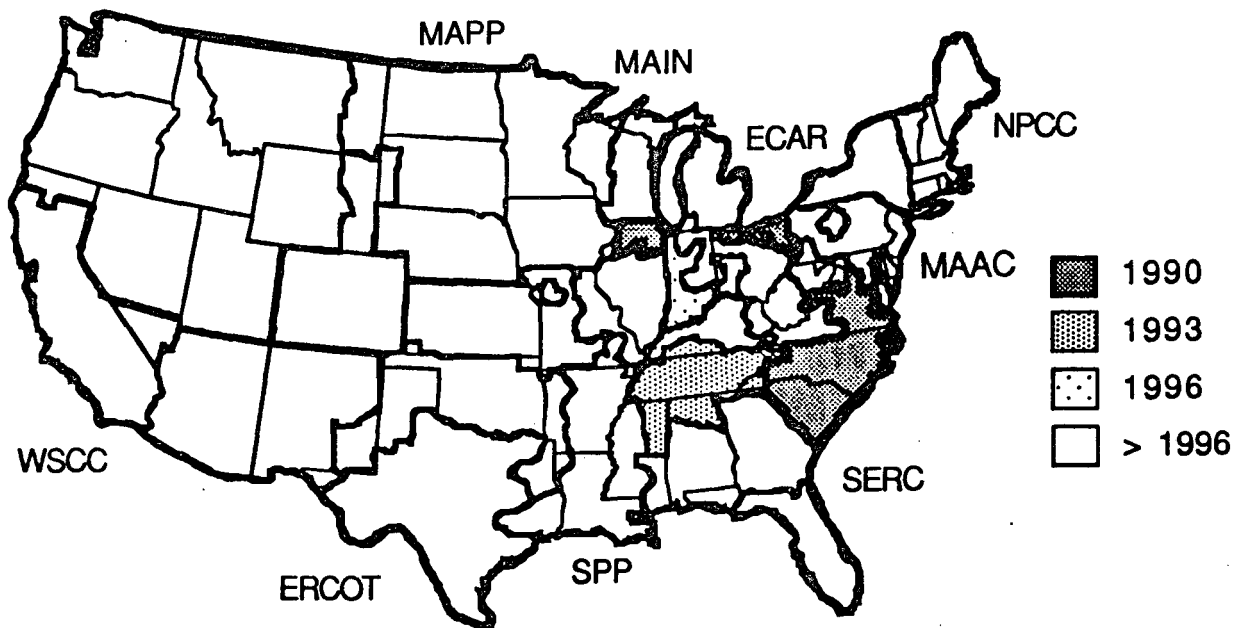 MAPP
MAIN
ECAR
NPCC
MAAC
1990
1993
1996
> 1996
WSCC
SERC
SPP
ERCOT